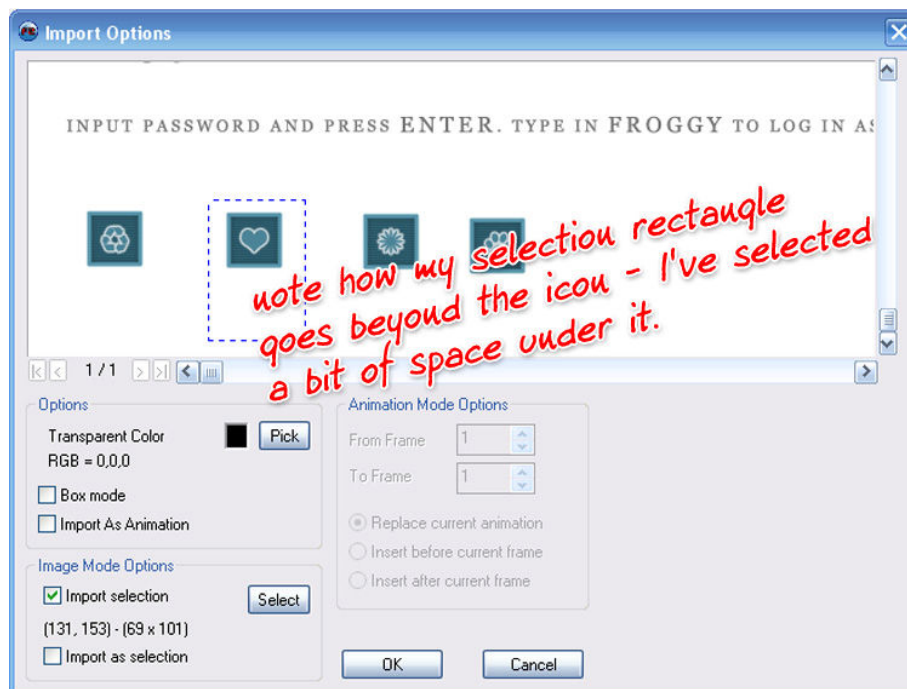 Import Options
INPUT PASSWORD AND PRESS ENTER. TYPE IN FROGGY TO LOG IN AS
note how my selection rectangle
goes beyond the icon - I've selected
a bit of space under it.
1 / 1
Options
Transparent Color
Pick
RGB = 0,0,0
Box mode
Import As Animation
Image Mode Options
Import selection
Select
(131, 153) - (69 x 101)
Import as selection
Animation Mode Options
From Frame
1
To Frame
1
Replace current animation
Insert before current frame
Insert after current frame
OK
Cancel